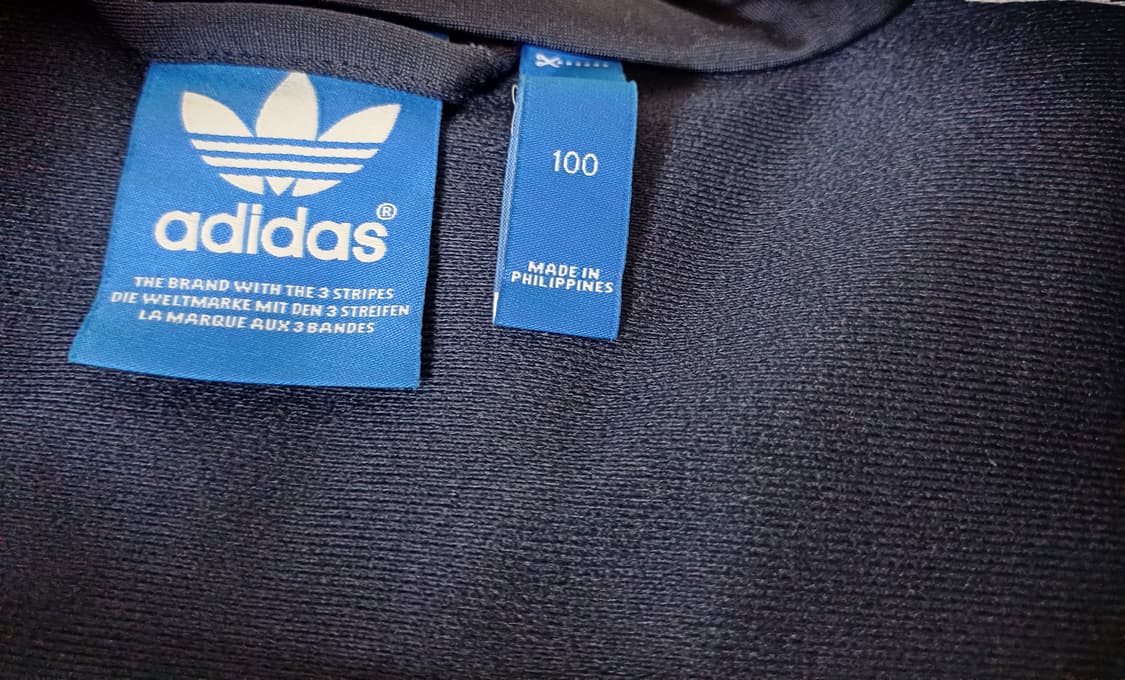 adidas®
THE BRAND WITH THE 3 STRIPES
DIE WELTMARKE MIT DEN 3 STREIFEN
LA MARQUE AUX 3 BANDES
100
MADE IN
PHILIPPINES